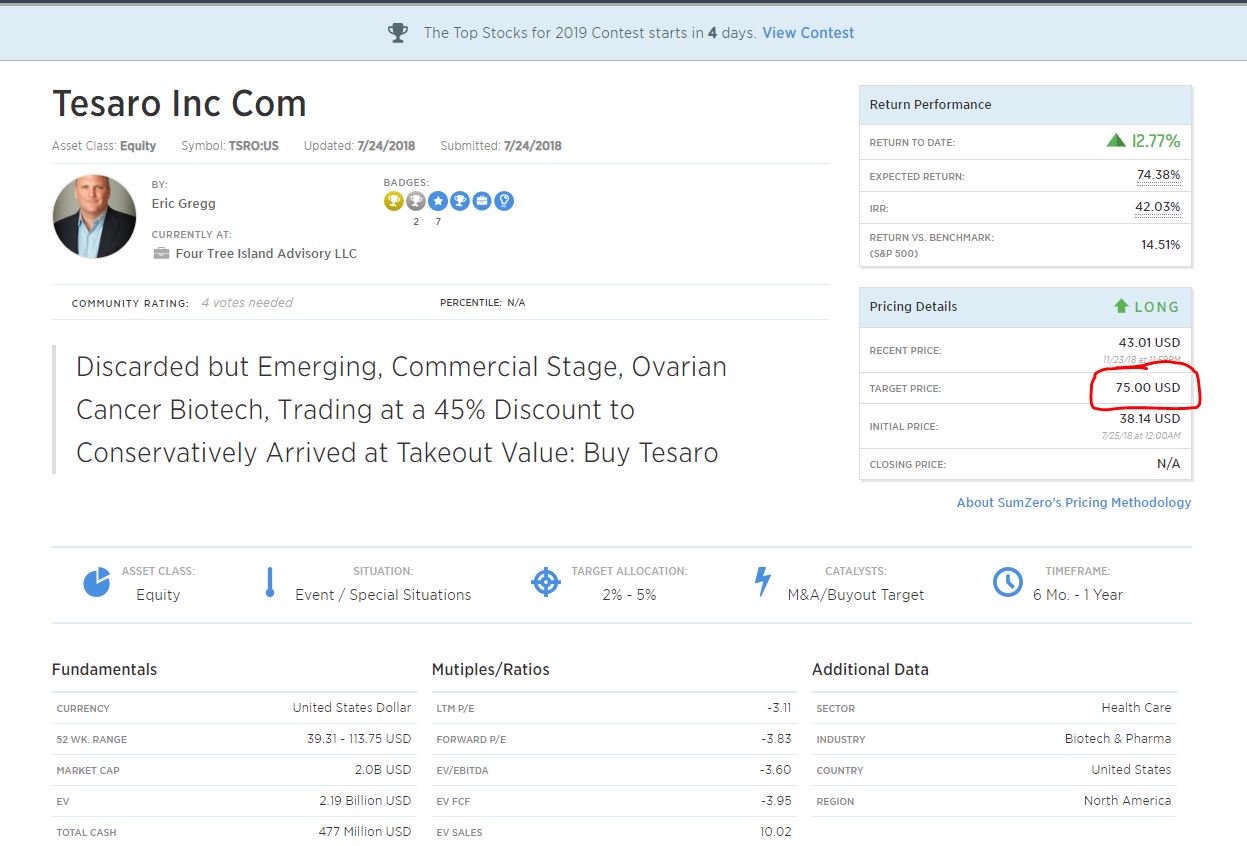 The Top Stocks for 2019 Contest starts in 4 days. View Contest
Tesaro Inc Com
Asset Class: Equity Symbol: TSRO:US Updated: 7/24/2018 Submitted: 7/24/2018
BY:
Eric Gregg
CURRENTLY AT:
Four Tree Island Advisory LLC
BADGES:
2 7
COMMUNITY RATING: 4 votes needed PERCENTILE: N/A
Discarded but Emerging, Commercial Stage, Ovarian
Cancer Biotech, Trading at a 45% Discount to
Conservatively Arrived at Takeout Value: Buy Tesaro
Return Performance
RETURN TO DATE: 12.77%
EXPECTED RETURN: 74.38%
IRR: 42.03%
RETURN VS. BENCHMARK: 14.51%
(S&P 500)
Pricing Details LONG
RECENT PRICE: 43.01 USD
11/23/18 at 11:59PM
TARGET PRICE: 75.00 USD
INITIAL PRICE: 38.14 USD
7/25/18 at 12:00AM
CLOSING PRICE: N/A
About SumZero's Pricing Methodology
ASSET CLASS:
Equity
SITUATION:
Event / Special Situations
TARGET ALLOCATION:
2% - 5%
CATALYSTS:
M&A/Buyout Target
TIMEFRAME:
6 Mo. - 1 Year
Fundamentals
CURRENCY United States Dollar
52 WK. RANGE 39.31 - 113.75 USD
MARKET CAP 2.0B USD
EV 2.19 Billion USD
TOTAL CASH 477 Million USD
Mutiples/Ratios
LTM P/E -3.11
FORWARD P/E -3.83
EV/EBITDA -3.60
EV FCF -3.95
EV SALES 10.02
Additional Data
SECTOR Health Care
INDUSTRY Biotech & Pharma
COUNTRY United States
REGION North America